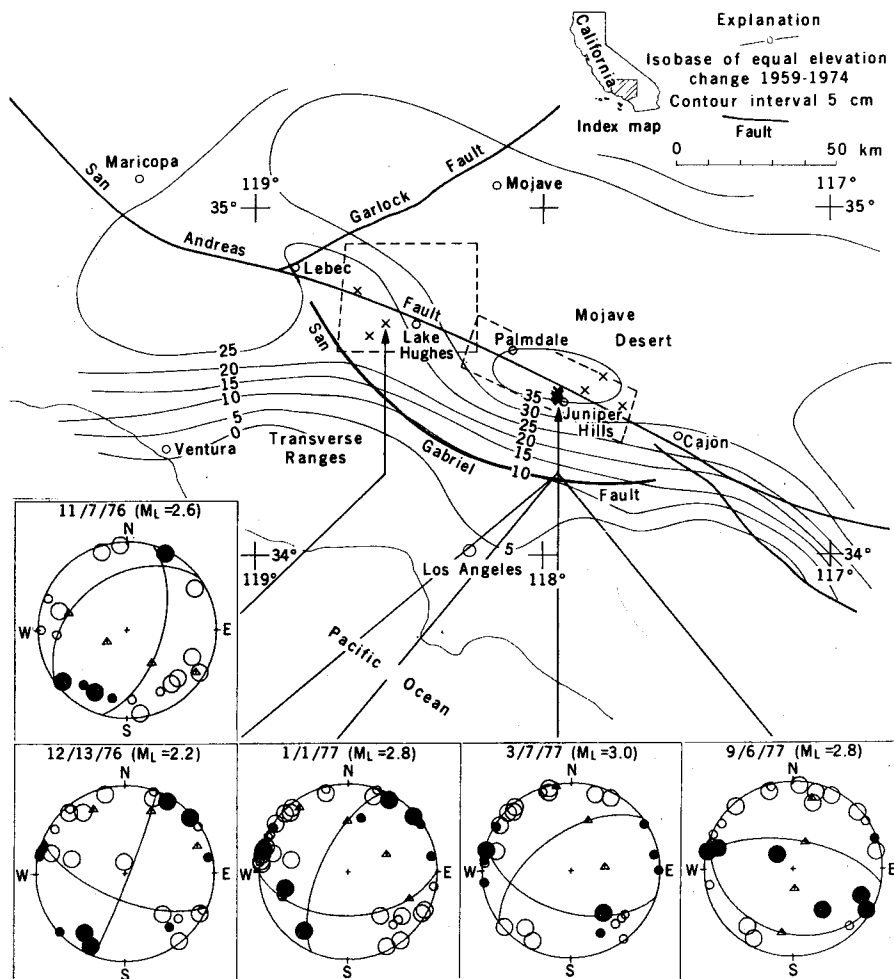 California
Index map
Explanation
Isobase of equal elevation
change 1959-1974
Contour interval 5 cm
Fault
0 50 km
Maricopa
San
Andreas
Fault
Garlock
Fault
Mojave
119°
35°
117°
35°
Lebec
Lake
Hughes
Palmdale
Mojave
Desert
Juniper
Hills
Cajon
San
Gabriel
Fault
25
20
15
10
5
0
35
30
25
20
15
10
5
Ventura
Transverse
Ranges
34°
119°
118°
34°
117°
Los Angeles
Pacific
Ocean
11/7/76 (ML=2.6)
N
W E
S
12/13/76 (ML=2.2)
N
W E
S
1/1/77 (ML=2.8)
N
W E
S
3/7/77 (ML=3.0)
N
W E
S
9/6/77 (ML=2.8)
N
W E
S